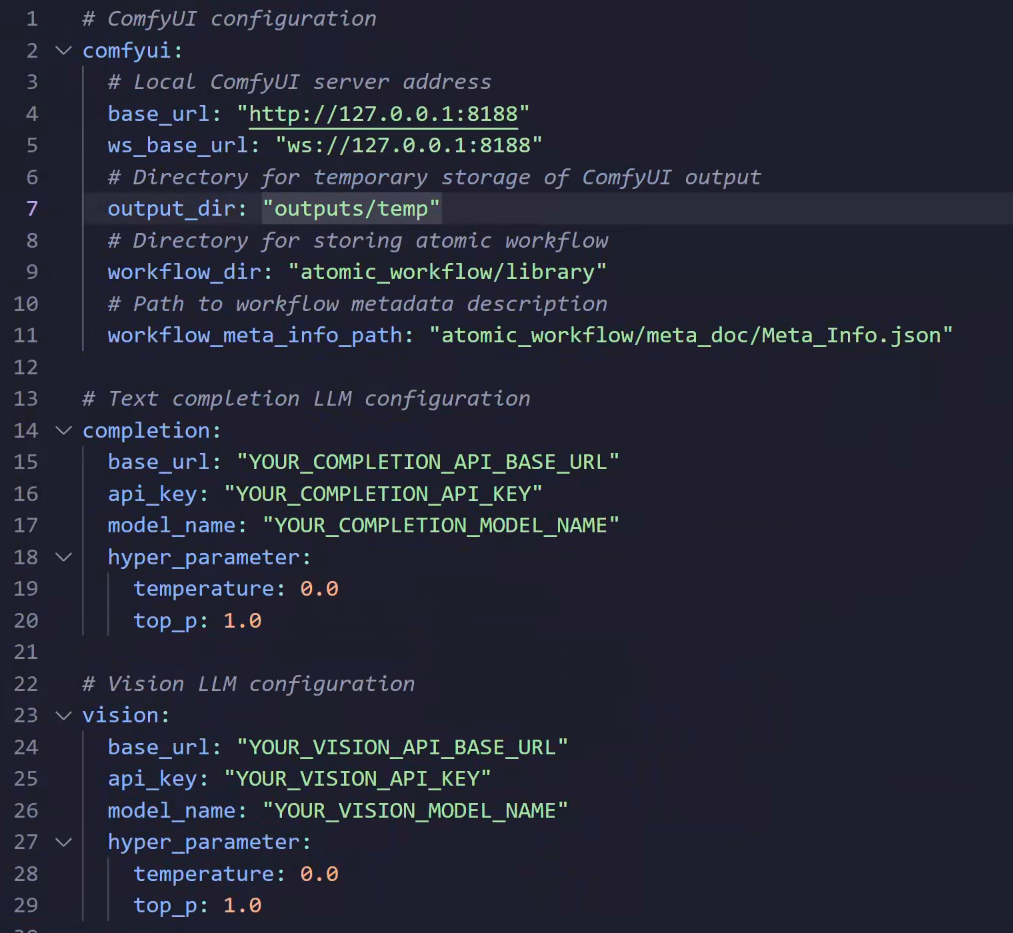 1 # ComfyUI configuration
2 comfyui:
3 # Local ComfyUI server address
4 base_url: "http://127.0.0.1:8188"
5 ws_base_url: "ws://127.0.0.1:8188"
6 # Directory for temporary storage of ComfyUI output
7 output_dir: "outputs/temp"
8 # Directory for storing atomic workflow
9 workflow_dir: "atomic_workflow/library"
10 # Path to workflow metadata description
11 workflow_meta_info_path: "atomic_workflow/meta_doc/Meta_Info.json"
12
13 # Text completion LLM configuration
14 completion:
15 base_url: "YOUR_COMPLETION_API_BASE_URL"
16 api_key: "YOUR_COMPLETION_API_KEY"
17 model_name: "YOUR_COMPLETION_MODEL_NAME"
18 hyper_parameter:
19 temperature: 0.0
20 top_p: 1.0
21
22 # Vision LLM configuration
23 vision:
24 base_url: "YOUR_VISION_API_BASE_URL"
25 api_key: "YOUR_VISION_API_KEY"
26 model_name: "YOUR_VISION_MODEL_NAME"
27 hyper_parameter:
28 temperature: 0.0
29 top_p: 1.0